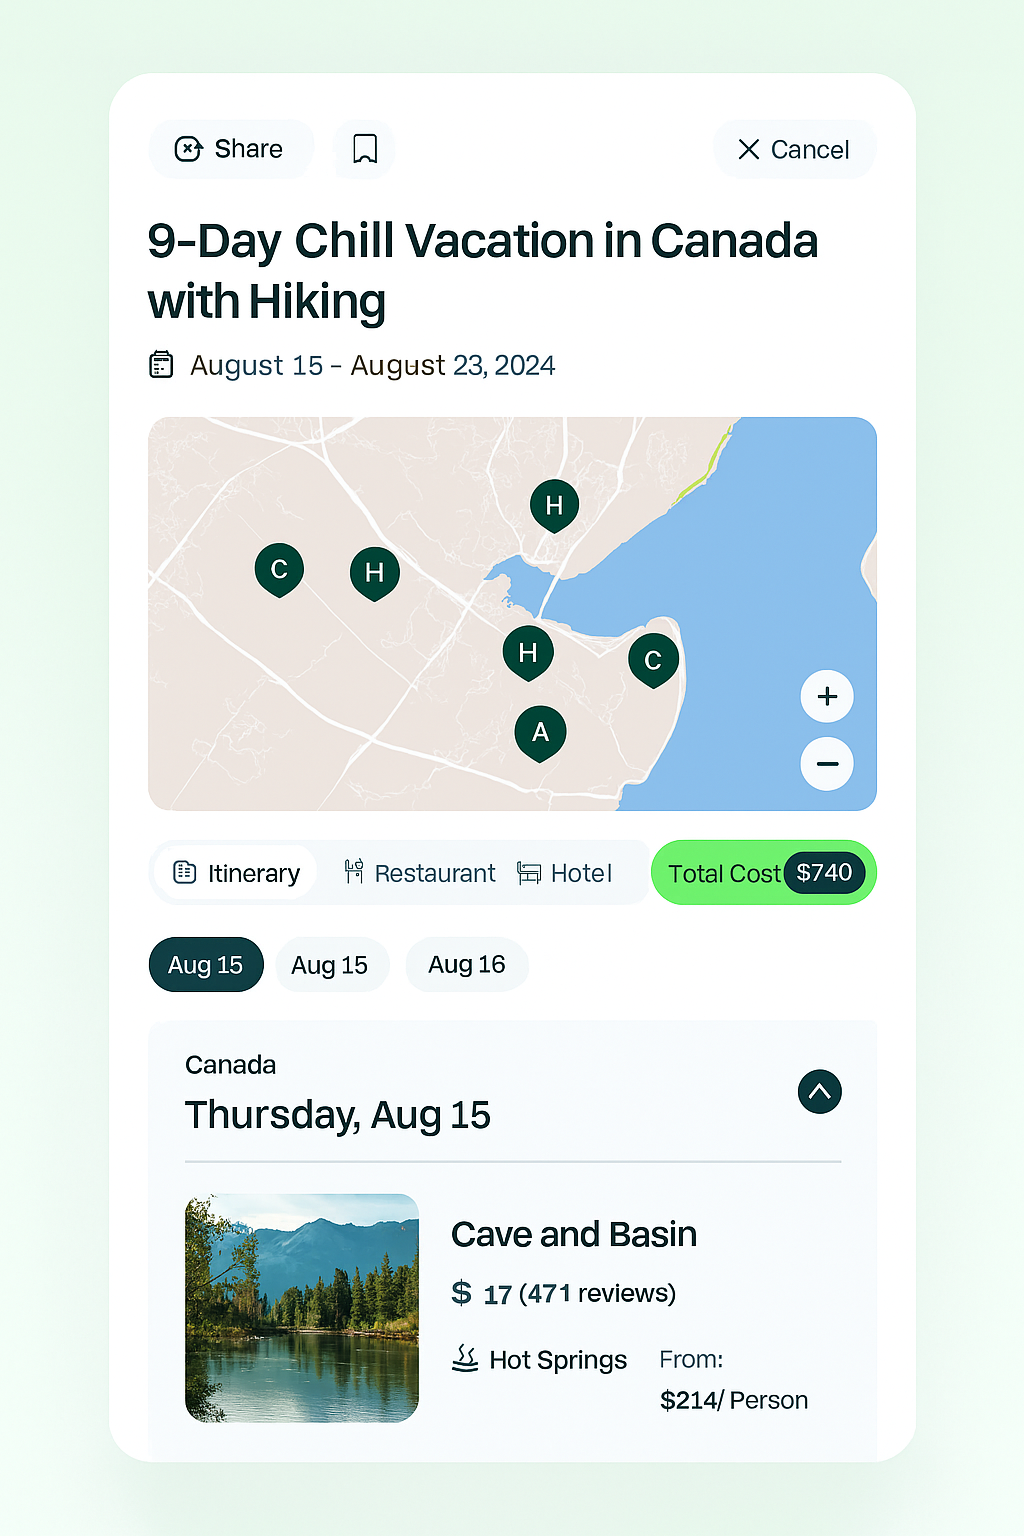 Share
Cancel
9-Day Chill Vacation in Canada
with Hiking
August 15 - August 23, 2024
H
C
H
H
C
A
+
−
Itinerary
Restaurant
Hotel
Total Cost $740
Aug 15
Aug 15
Aug 16
Canada
Thursday, Aug 15
Cave and Basin
$ 17 (471 reviews)
Hot Springs
From:
$214/ Person